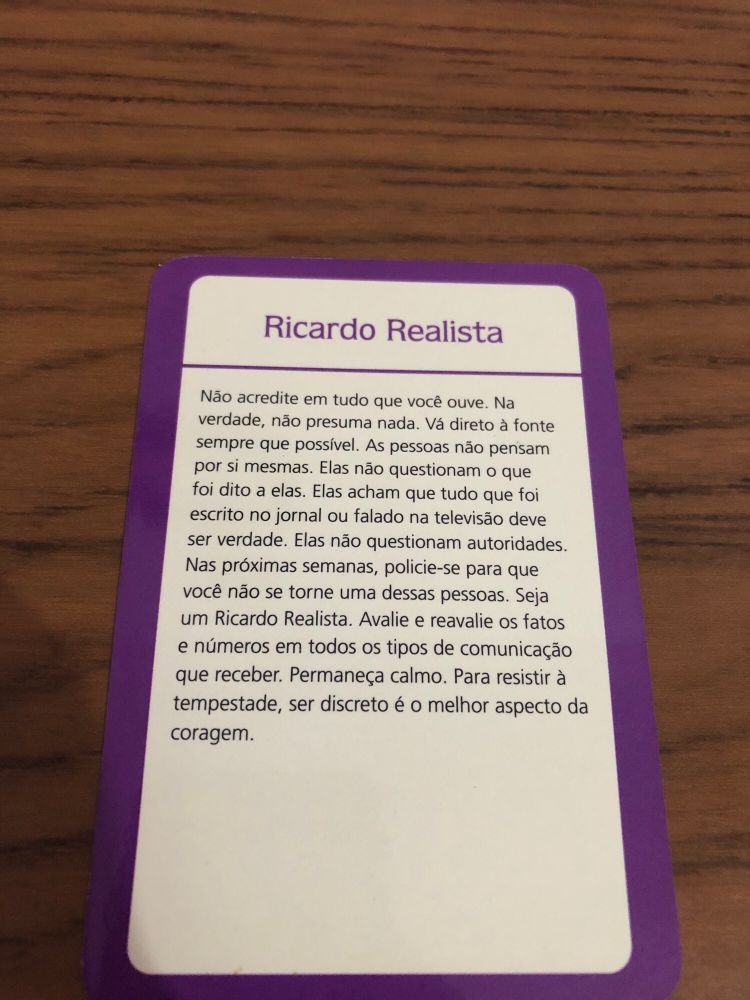 Ricardo Realista
Não acredite em tudo que você ouve. Na
verdade, não presuma nada. Vá direto à fonte
sempre que possível. As pessoas não pensam
por si mesmas. Elas não questionam o que
foi dito a elas. Elas acham que tudo que foi
escrito no jornal ou falado na televisão deve
ser verdade. Elas não questionam autoridades.
Nas próximas semanas, policie-se para que
você não se torne uma dessas pessoas. Seja
um Ricardo Realista. Avalie e reavalie os fatos
e números em todos os tipos de comunicação
que receber. Permaneça calmo. Para resistir à
tempestade, ser discreto é o melhor aspecto da
coragem.